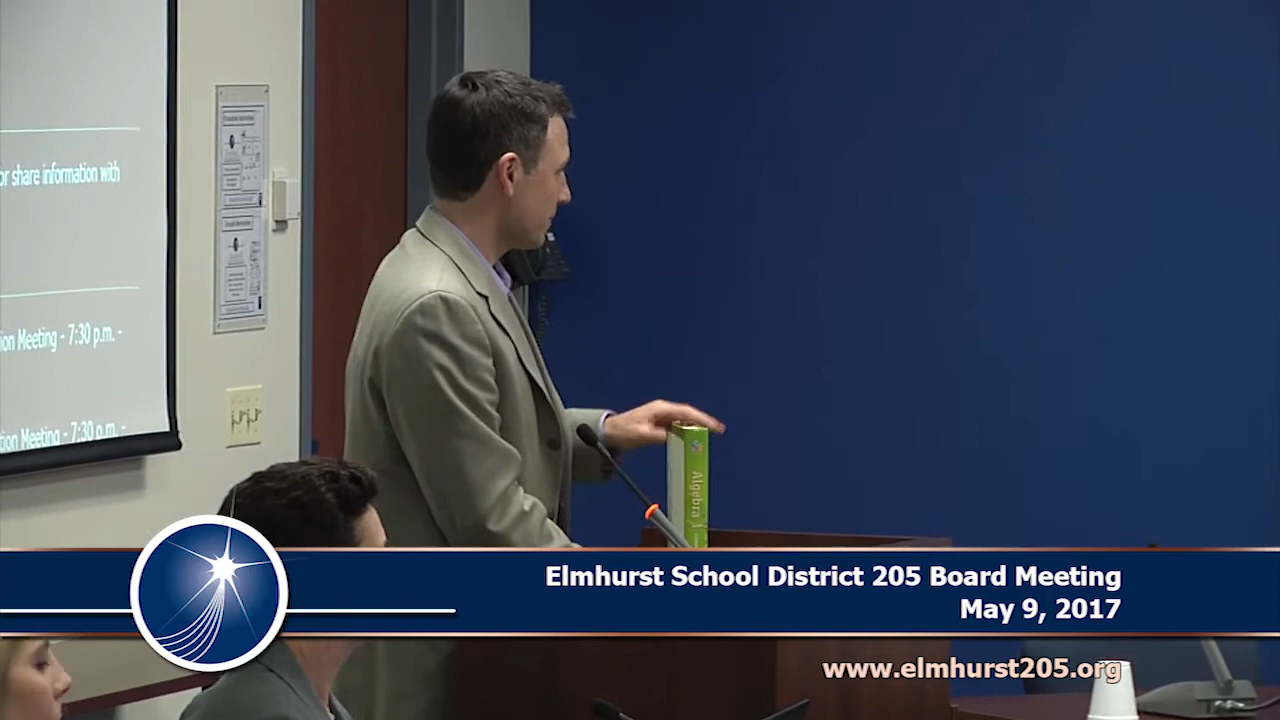 or share information with
ion Meeting - 7:30 p.m. -
tion Meeting - 7:30 p.m. -
Algebra 1
Elmhurst School District 205 Board Meeting
May 9, 2017
www.elmhurst205.org